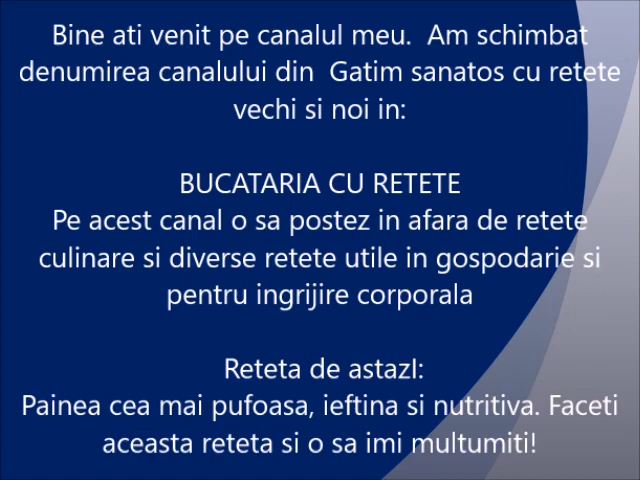 Bine ati venit pe canalul meu.  Am schimbat
denumirea canalului din  Gatim sanatos cu retete
vechi si noi in:
BUCATARIA CU RETETE
Pe acest canal o sa postez in afara de retete
culinare si diverse retete utile in gospodarie si
pentru ingrijire corporala
Reteta de astazI:
Painea cea mai pufoasa, ieftina si nutritiva. Faceti
aceasta reteta si o sa imi multumiti!